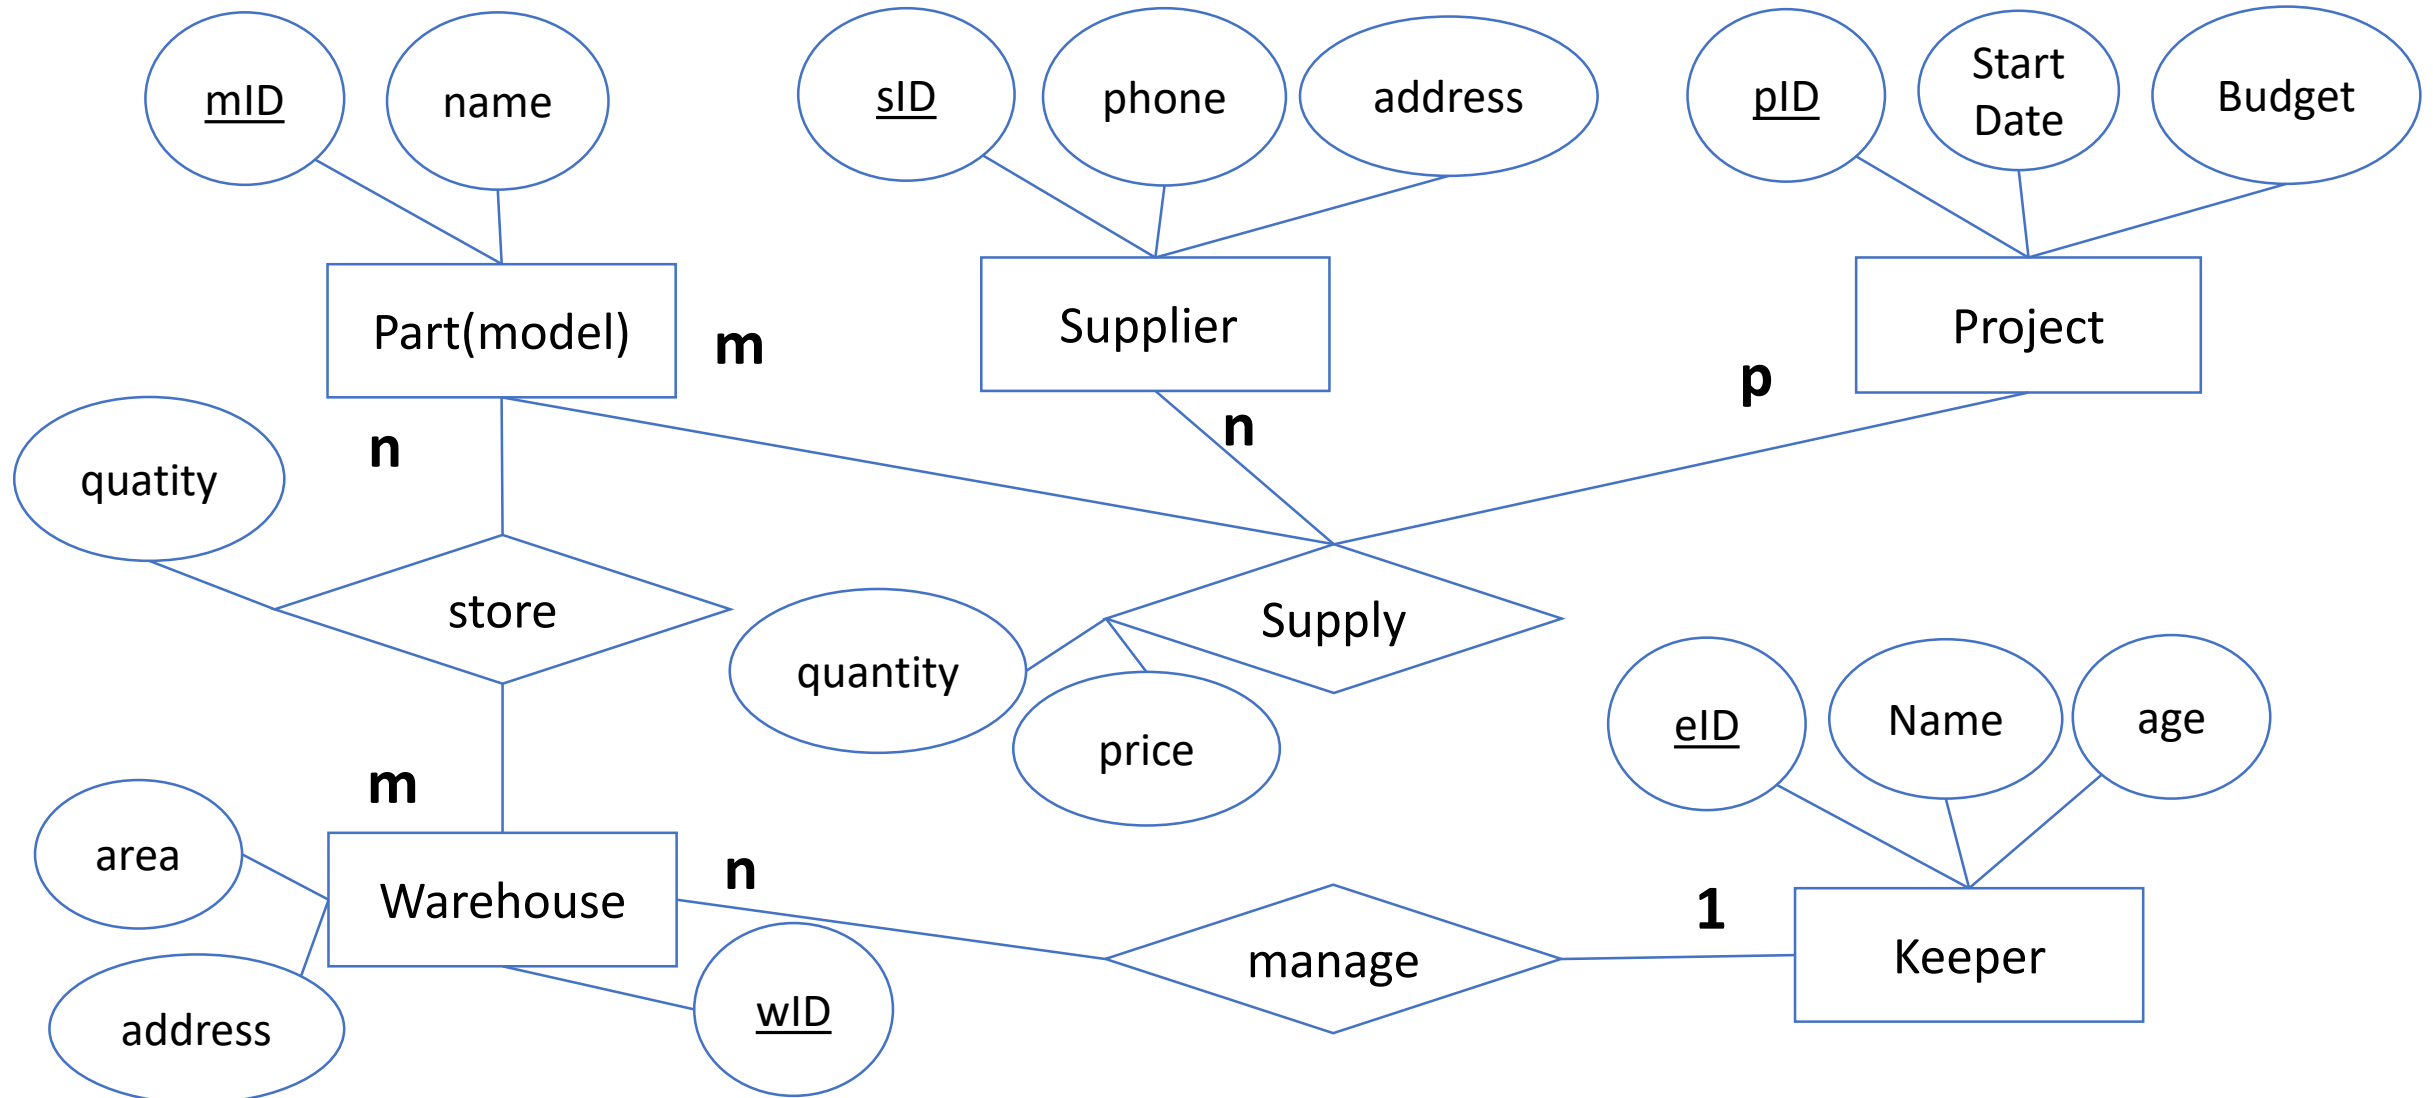 mID
name
sID
phone
address
pID
Start
Date
Budget
Part(model)
m
Supplier
Project
n
n
p
quatity
store
Supply
quantity
price
eID
Name
age
m
area
Warehouse
n
manage
1
Keeper
address
wID